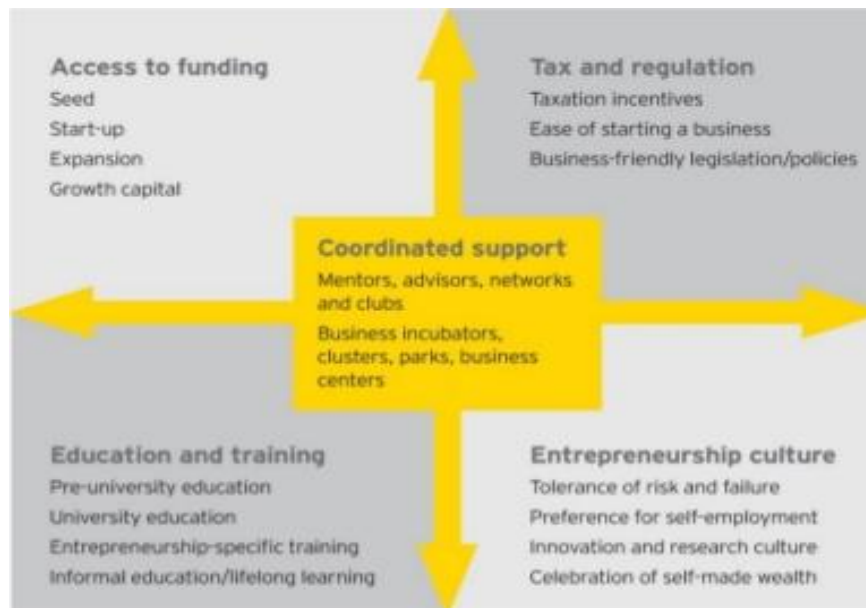 Access to funding
Seed
Start-up
Expansion
Growth capital
Tax and regulation
Taxation incentives
Ease of starting a business
Business-friendly legislation/policies
Coordinated support
Mentors, advisors, networks
and clubs
Business incubators,
clusters, parks, business
centers
Education and training
Pre-university education
University education
Entrepreneurship-specific training
Informal education/lifelong learning
Entrepreneurship culture
Tolerance of risk and failure
Preference for self-employment
Innovation and research culture
Celebration of self-made wealth